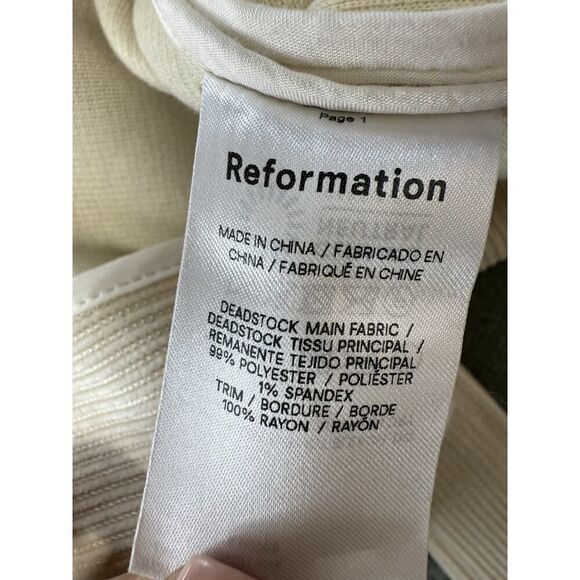 Page 1
Reformation
MADE IN CHINA / FABRICADO EN
CHINA / FABRIQUÉ EN CHINE
DEADSTOCK MAIN FABRIC /
DEADSTOCK TISSU PRINCIPAL /
REMANENTE TEJIDO PRINCIPAL
99% POLYESTER / POLIÉSTER
1% SPANDEX
TRIM / BORDURE / BORDE
100% RAYON / RAYÓN